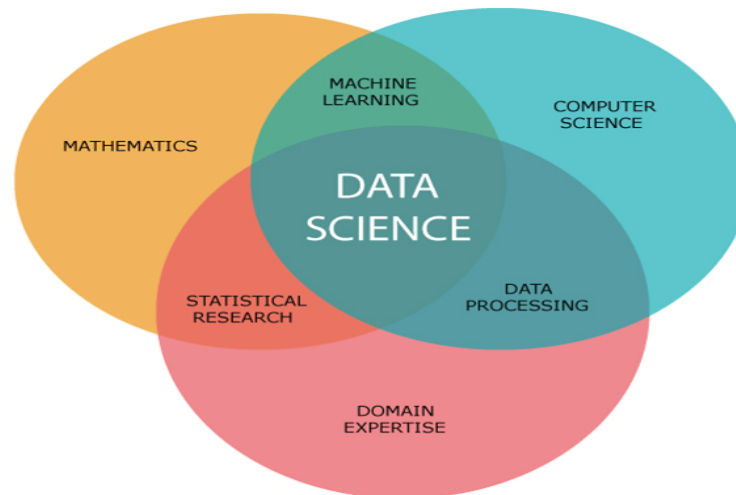 MACHINE
LEARNING
COMPUTER
SCIENCE
MATHEMATICS
DATA
SCIENCE
STATISTICAL
RESEARCH
DATA
PROCESSING
DOMAIN
EXPERTISE